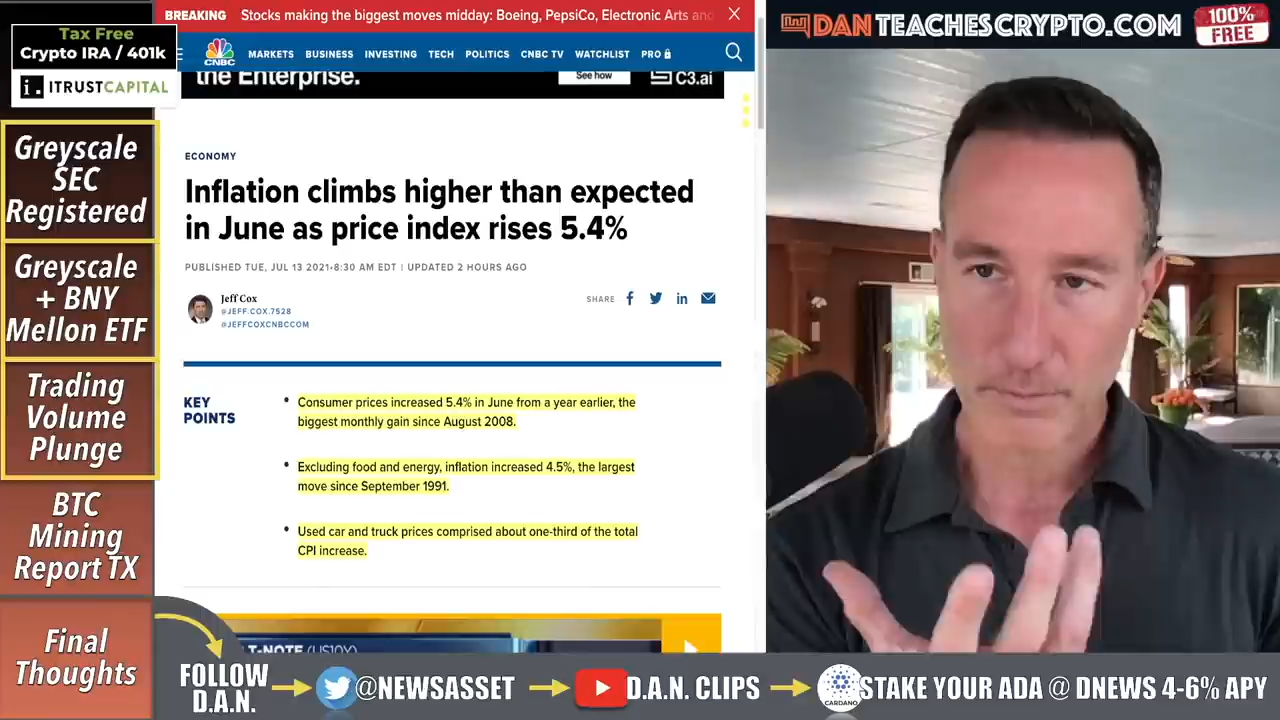 BREAKING Stocks making the biggest moves midday: Boeing, PepsiCo, Electronic Arts and
Tax Free
Crypto IRA / 401k
i. ITRUSTCAPITAL
CNBC
MARKETS BUSINESS INVESTING TECH POLITICS CNBC TV WATCHLIST PRO
the Enterprise.
See how
C3.ai
DANTEACHESCRYPTO.COM
100%
FREE
Greyscale
SEC
Registered
Greyscale
+ BNY
Mellon ETF
Trading
Volume
Plunge
BTC
Mining
Report TX
Final
Thoughts
ECONOMY
Inflation climbs higher than expected
in June as price index rises 5.4%
PUBLISHED TUE, JUL 13 2021•8:30 AM EDT | UPDATED 2 HOURS AGO
Jeff Cox
@JEFF.COX.7528
@JEFFCOXCNBCCOM
SHARE
KEY
POINTS
• Consumer prices increased 5.4% in June from a year earlier, the
biggest monthly gain since August 2008.
• Excluding food and energy, inflation increased 4.5%, the largest
move since September 1991.
• Used car and truck prices comprised about one-third of the total
CPI increase.
T-NOTE (US10Y)
FOLLOW
D.A.N.
@NEWSASSET
D.A.N. CLIPS
CARDANO
STAKE YOUR ADA @ DNEWS 4-6% APY